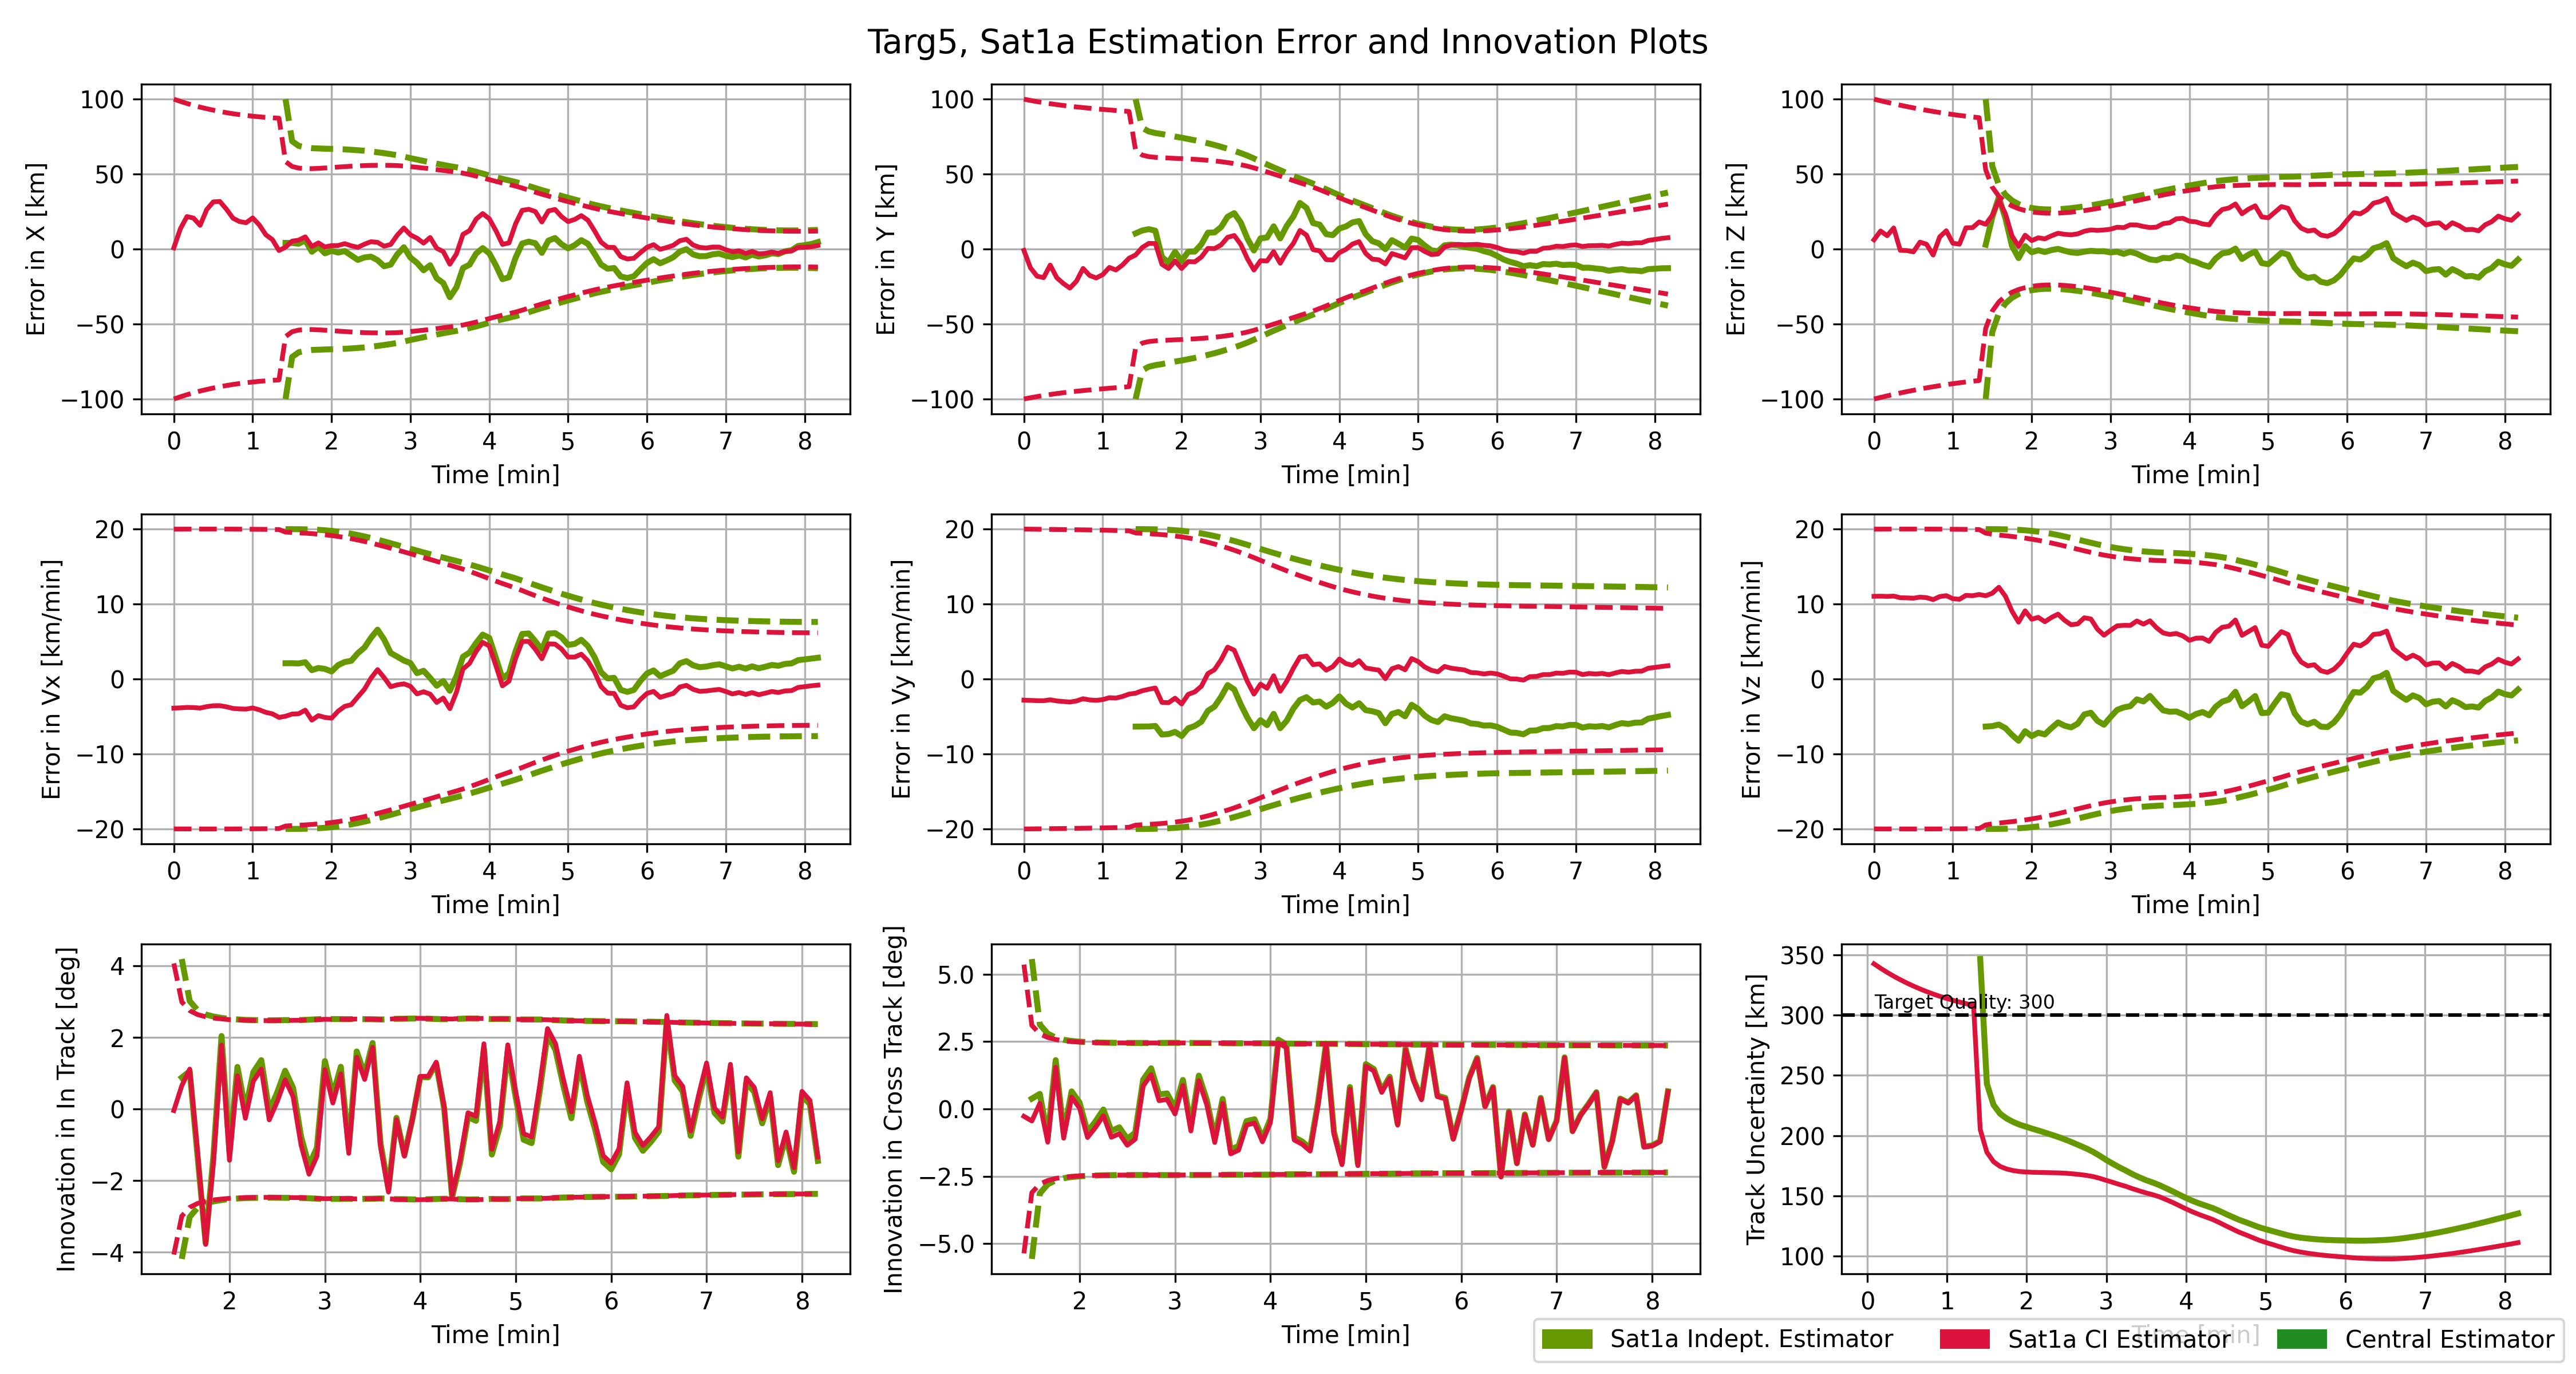 Targ5, Sat1a Estimation Error and Innovation Plots
Error in X [km]
100
50
0
−50
−100
0 1 2 3 4 5 6 7 8
Time [min]
Error in Y [km]
100
50
0
−50
−100
0 1 2 3 4 5 6 7 8
Time [min]
Error in Z [km]
100
50
0
−50
−100
0 1 2 3 4 5 6 7 8
Time [min]
Error in Vx [km/min]
20
10
0
−10
−20
0 1 2 3 4 5 6 7 8
Time [min]
Error in Vy [km/min]
20
10
0
−10
−20
0 1 2 3 4 5 6 7 8
Time [min]
Error in Vz [km/min]
20
10
0
−10
−20
0 1 2 3 4 5 6 7 8
Time [min]
Innovation in In Track [deg]
4
2
0
−2
−4
2 3 4 5 6 7 8
Time [min]
Innovation in Cross Track [deg]
5.0
2.5
0.0
−2.5
−5.0
2 3 4 5 6 7 8
Time [min]
Track Uncertainty [km]
350
300
250
200
150
100
Target Quality: 300
0 1 2 3 4 5 6 7 8
Time [min]
Sat1a Indept. Estimator
Sat1a CI Estimator
Central Estimator